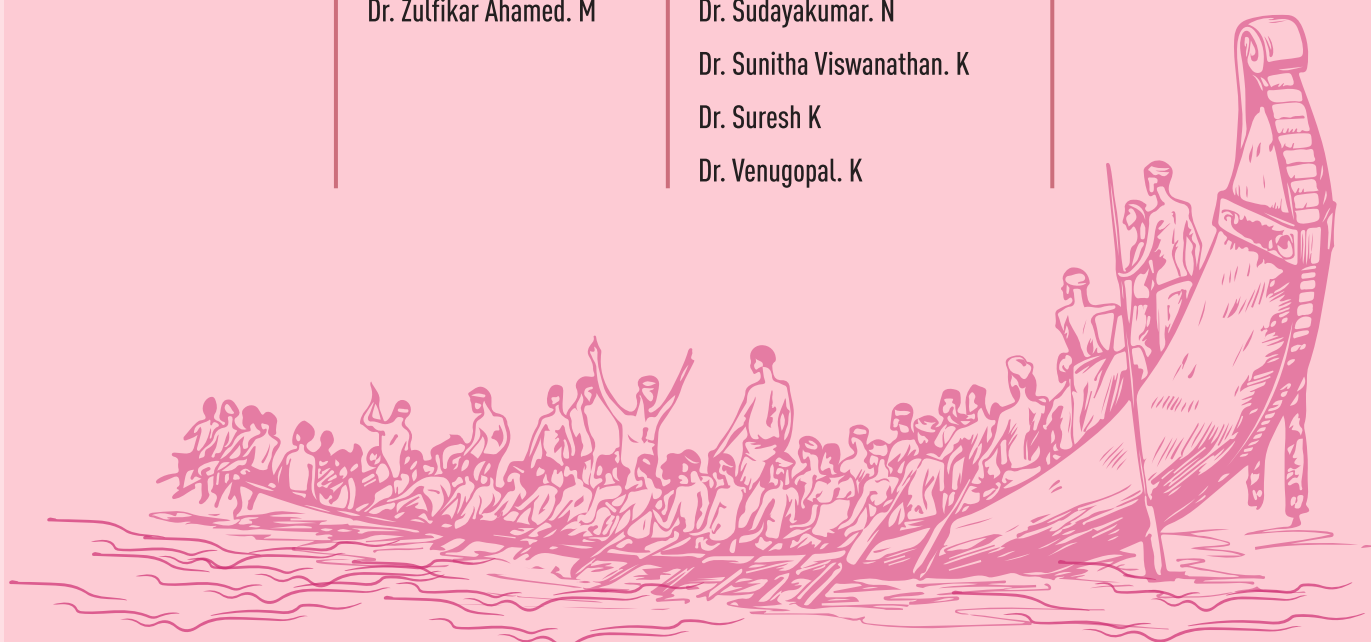 Dr. Zulfikar Ahamed. M
Dr. Sudayakumar. N
Dr. Sunitha Viswanathan. K
Dr. Suresh K
Dr. Venugopal. K